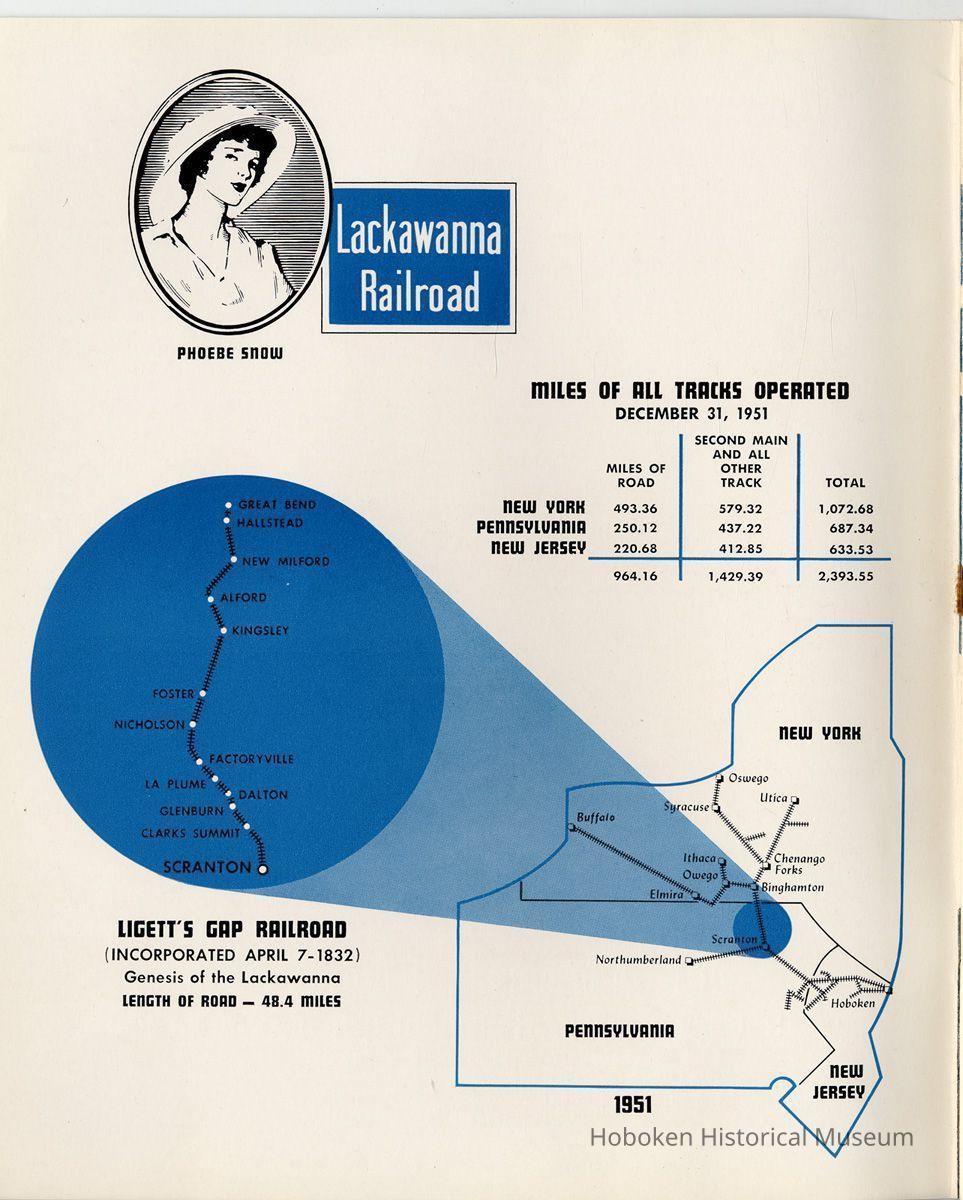 Lackawanna
Railroad
PHOEBE SNOW
MILES OF ALL TRACKS OPERATED
DECEMBER 31, 1951
MILES OF ROAD SECOND MAIN AND ALL OTHER TRACK TOTAL
NEW YORK 493.36 579.32 1,072.68
PENNSYLVANIA 250.12 437.22 687.34
NEW JERSEY 220.68 412.85 633.53
964.16 1,429.39 2,393.55
GREAT BEND
HALLSTEAD
NEW MILFORD
ALFORD
KINGSLEY
FOSTER
NICHOLSON
FACTORYVILLE
LA PLUME
DALTON
GLENBURN
CLARKS SUMMIT
SCRANTON
LIGETT'S GAP RAILROAD
(INCORPORATED APRIL 7-1832)
Genesis of the Lackawanna
LENGTH OF ROAD — 48.4 MILES
NEW YORK
Oswego
Utica
Syracuse
Buffalo
Ithaca
Chenango
Forks
Owego
Binghamton
Elmira
Scranton
Northumberland
Hoboken
PENNSYLVANIA
NEW
JERSEY
1951
Hoboken Historical Museum